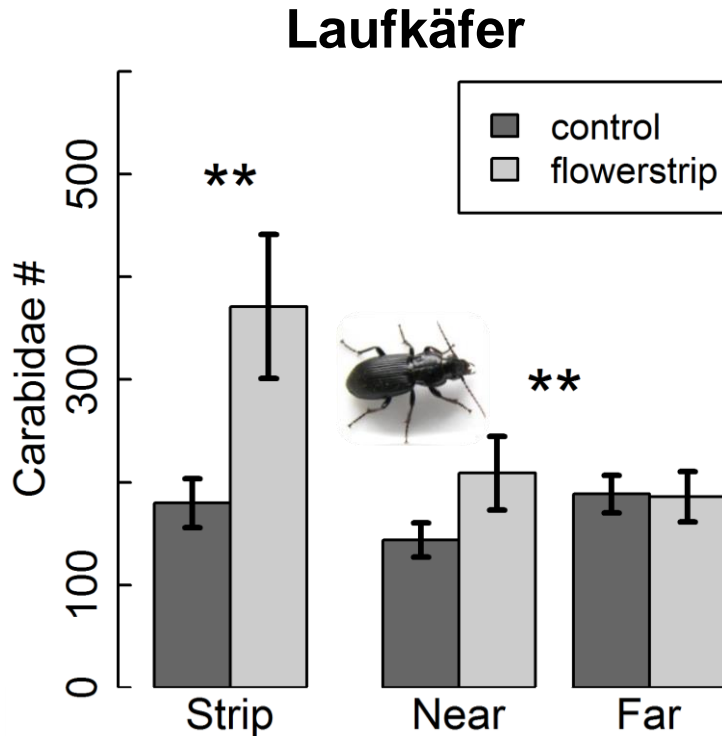 Laufkäfer
control
flowerstrip
**
**
Carabidae #
500
300
100
0
Strip
Near
Far